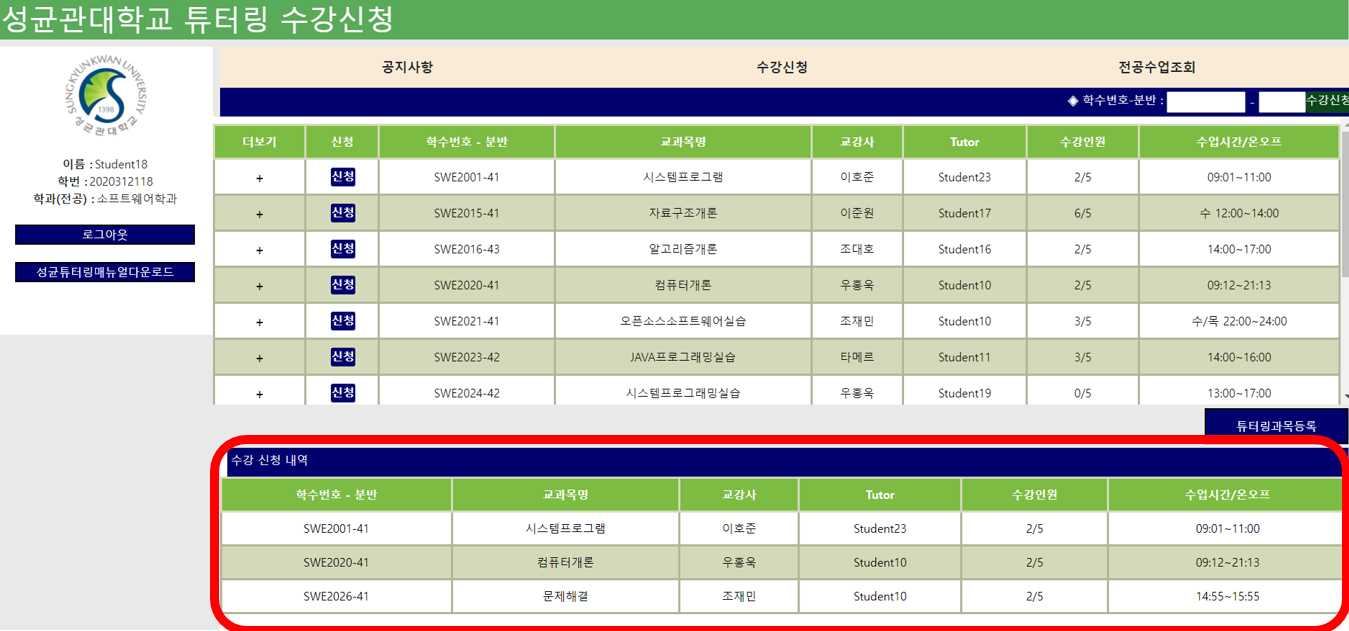 성균관대학교 튜터링 수강신청
SUNGKYUNKWAN UNIVERSITY
1398
성균관대학교
이름 : Student18
학번 : 2020312118
학과(전공) : 소프트웨어학과
로그아웃
성균튜터링매뉴얼다운로드
공지사항 수강신청 전공수업조회
◈ 학수번호-분반 : - 수강신청
더보기 신청 학수번호 - 분반 교과목명 교강사 Tutor 수강인원 수업시간/온오프
+ 신청 SWE2001-41 시스템프로그램 이호준 Student23 2/5 09:01~11:00
+ 신청 SWE2015-41 자료구조개론 이준원 Student17 6/5 수 12:00~14:00
+ 신청 SWE2016-43 알고리즘개론 조대호 Student16 2/5 14:00~17:00
+ 신청 SWE2020-41 컴퓨터개론 우홍욱 Student10 2/5 09:12~21:13
+ 신청 SWE2021-41 오픈소스소프트웨어실습 조재민 Student10 3/5 수/목 22:00~24:00
+ 신청 SWE2023-42 JAVA프로그래밍실습 타메르 Student11 3/5 14:00~16:00
+ 신청 SWE2024-42 시스템프로그래밍실습 우홍욱 Student19 0/5 13:00~17:00
튜터링과목등록
수강 신청 내역
학수번호 - 분반 교과목명 교강사 Tutor 수강인원 수업시간/온오프
SWE2001-41 시스템프로그램 이호준 Student23 2/5 09:01~11:00
SWE2020-41 컴퓨터개론 우홍욱 Student10 2/5 09:12~21:13
SWE2026-41 문제해결 조재민 Student10 2/5 14:55~15:55